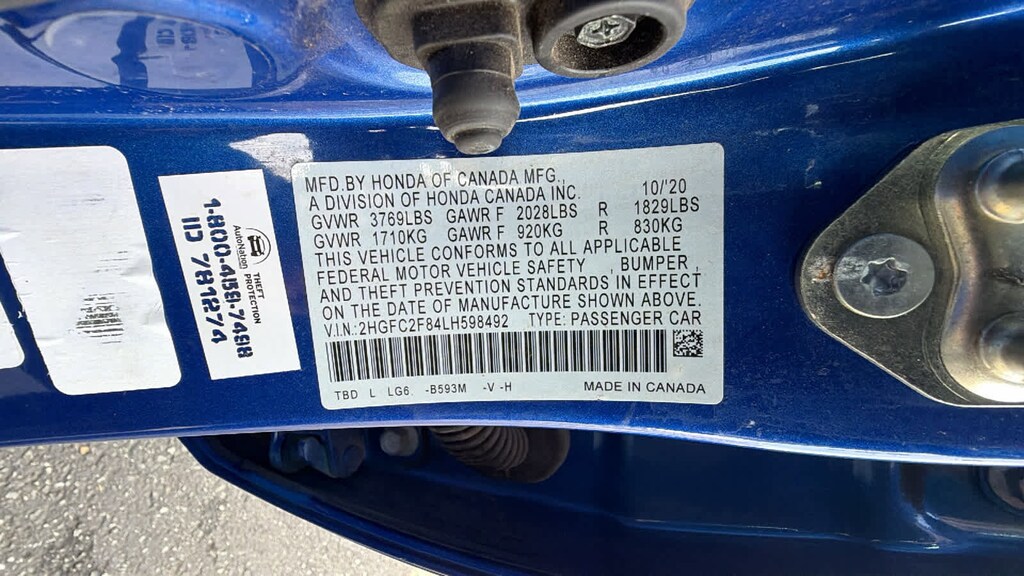 MFD.BY HONDA OF CANADA MFG.,
A DIVISION OF HONDA CANADA INC. 10/'20
GVWR 3769LBS GAWR F 2028LBS R 1829LBS
GVWR 1710KG GAWR F 920KG R 830KG
THIS VEHICLE CONFORMS TO ALL APPLICABLE
FEDERAL MOTOR VEHICLE SAFETY , BUMPER
AND THEFT PREVENTION STANDARDS IN EFFECT
ON THE DATE OF MANUFACTURE SHOWN ABOVE.
V.I.N.:2HGFC2F84LH598492 TYPE: PASSENGER CAR
TBD L LG6 -B593M -V -H MADE IN CANADA
AutoNation THEFT PROTECTION
1-800-458-7468
IID 781274